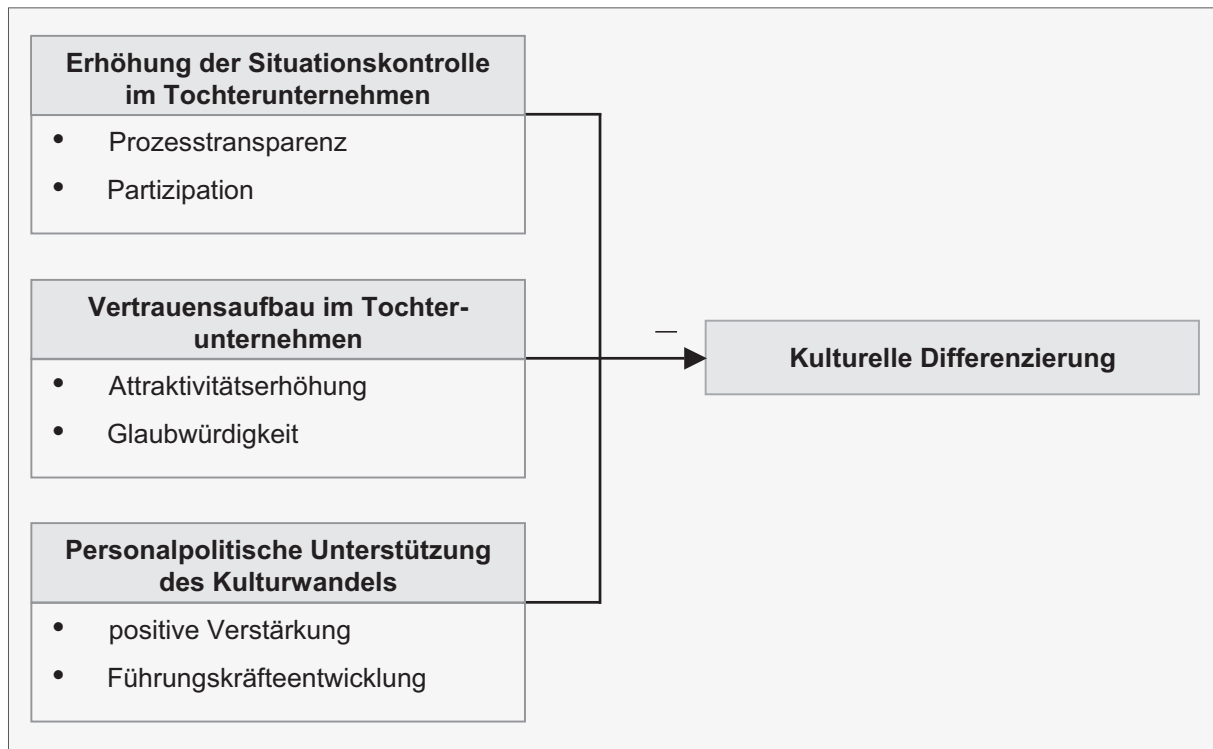 Erhöhung der Situationskontrolle
im Tochterunternehmen
• Prozesstransparenz
• Partizipation
Vertrauensaufbau im Tochter-
unternehmen
• Attraktivitätserhöhung
• Glaubwürdigkeit
Personalpolitische Unterstützung
des Kulturwandels
• positive Verstärkung
• Führungskräfteentwicklung
—
Kulturelle Differenzierung